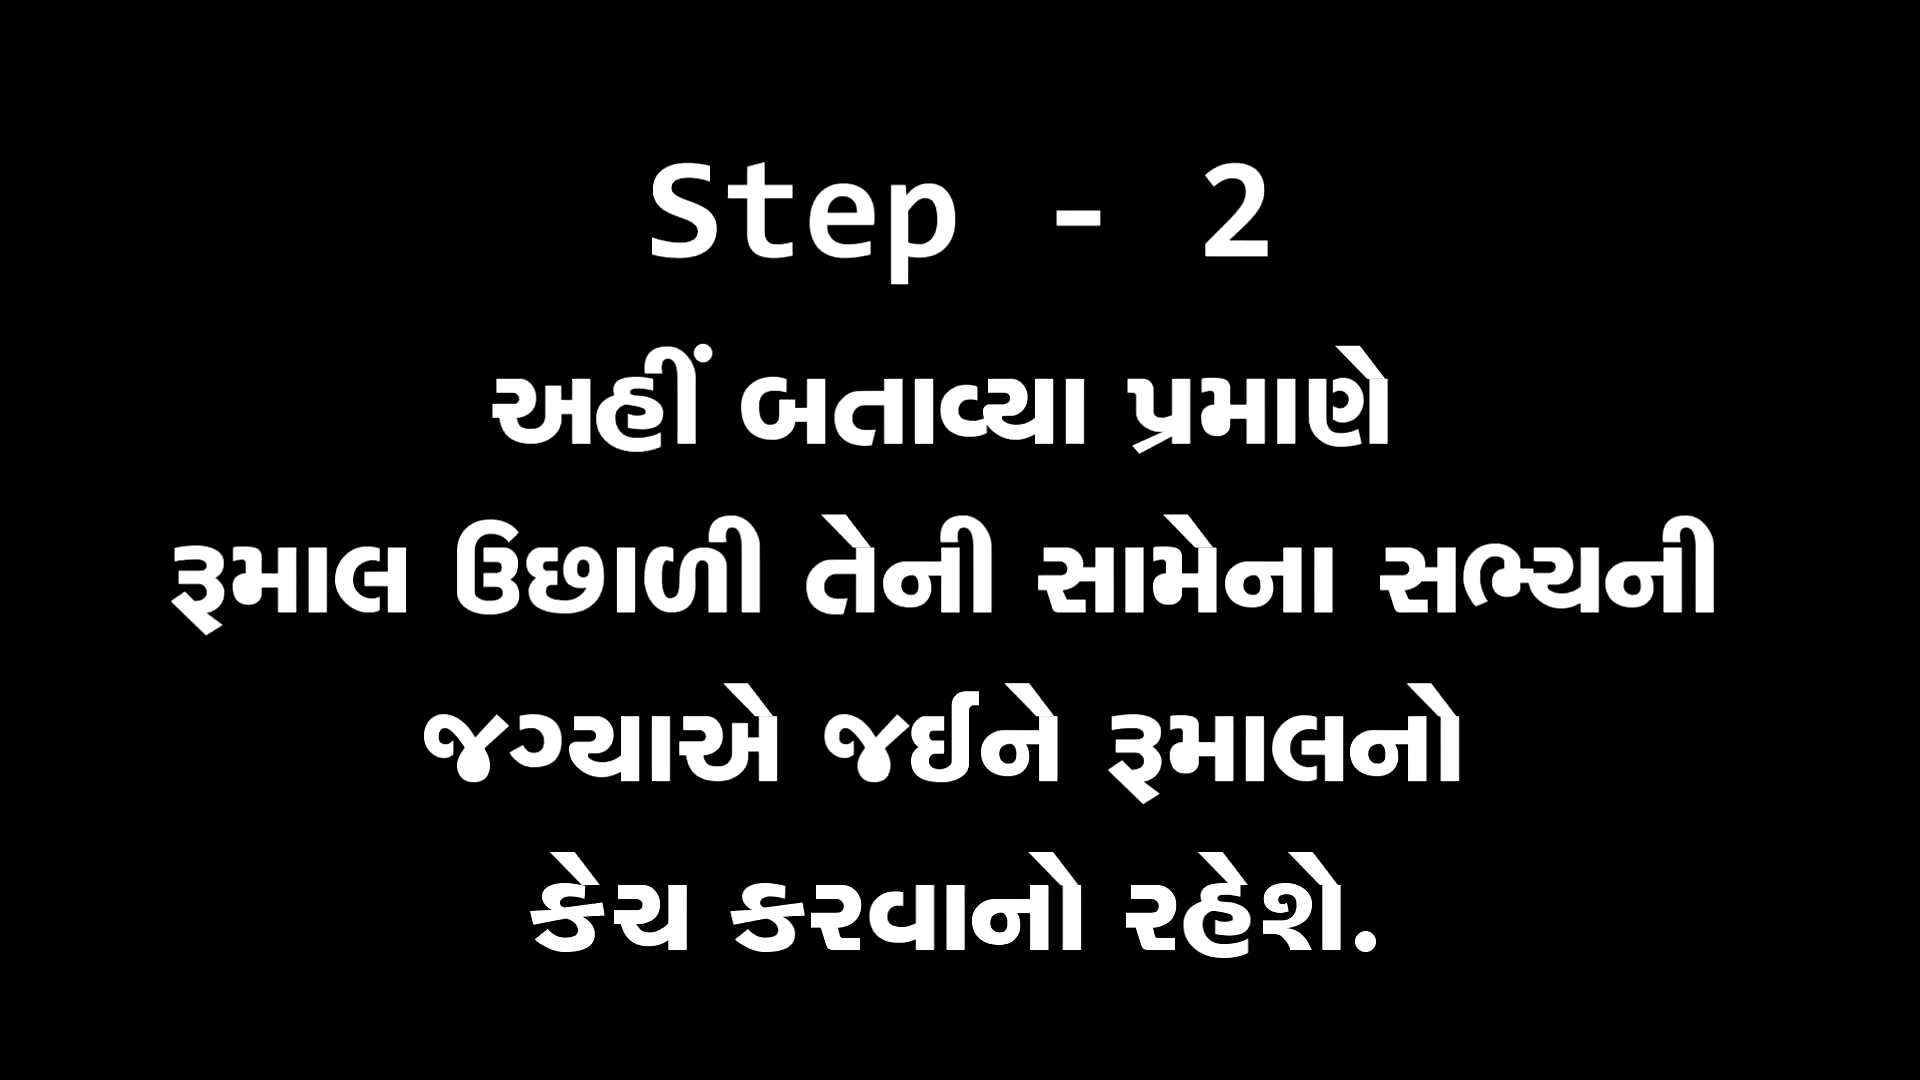 Step - 2
અહીં બતાવ્યા પ્રમાણે
રૂમાલ ઉછાળી તેની સામેના સભ્યની
જગ્યાએ જઈને રૂમાલનો
કેચ કરવાનો રહેશે.